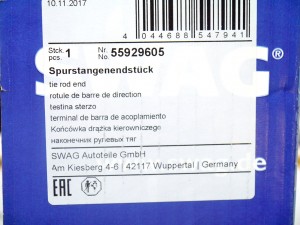 10.11.2017
4 044688 547941
Stck. 1 Nr. 55929605
pcs. No.
Spurstangenendstück
tie rod end
rotule de barre de direction
testina sterzo
terminal de barra de acoplamiento
Końcówka drążka kierowniczego
наконечник рулевых тяг
SWAG Autoteile GmbH
Am Kiesberg 4-6 | 42117 Wuppertal | Germany
EAC
SWAG
.de